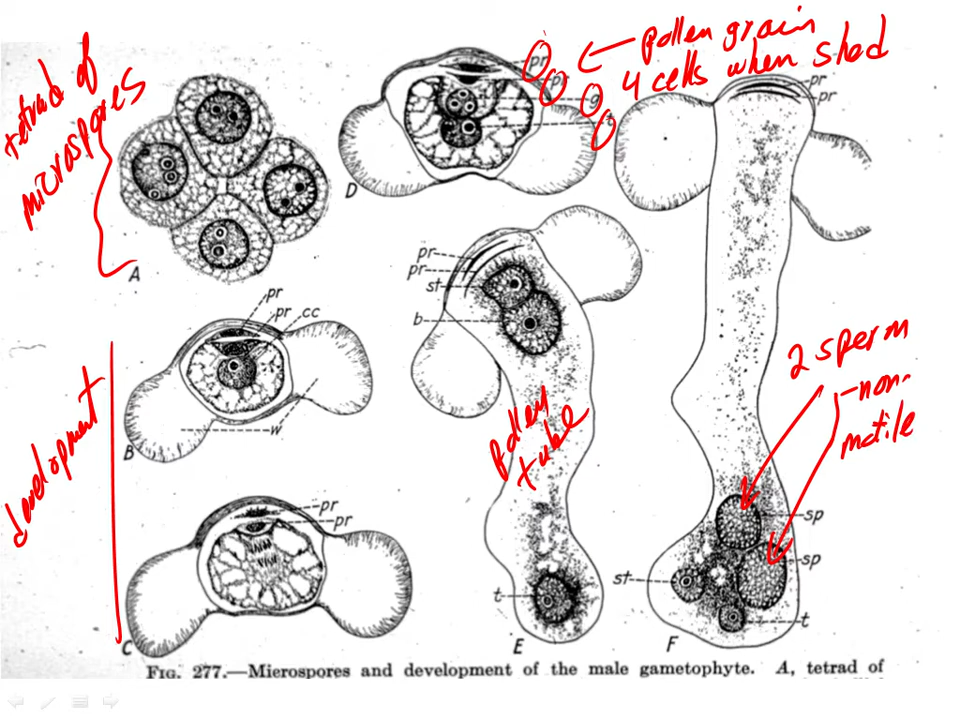 tetrad of
microspores
A
pr
pr
g
t
D
← pollen grain
4 cells when shed
pr
pr
pr
pr
cc
w
B
development
pr
pr
C
pr
pr
st
b
pollen
tube
t
E
2 sperm
-non-
motile
sp
sp
st
t
F
FIG. 277.—Microspores and development of the male gametophyte. A, tetrad of